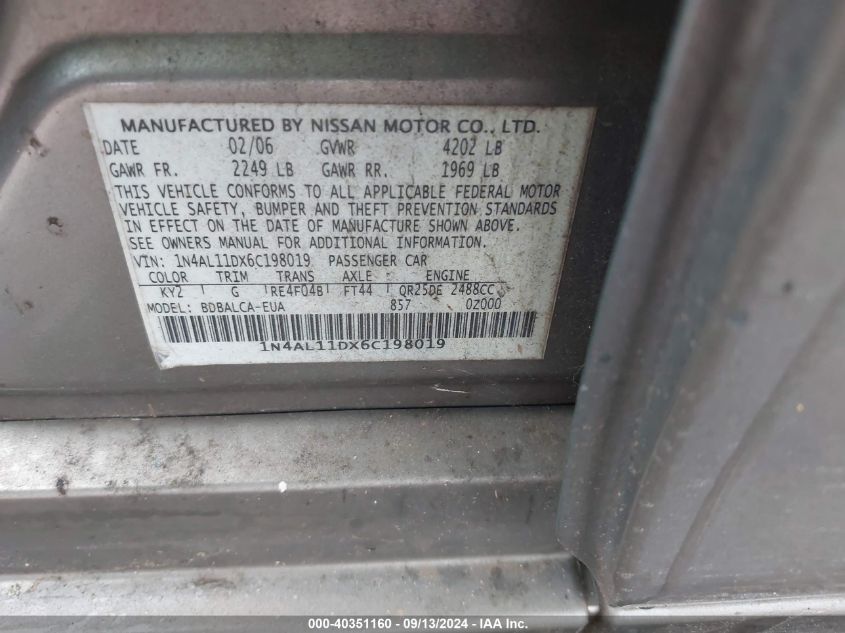 MANUFACTURED BY NISSAN MOTOR CO., LTD.
DATE 02/06 GVWR 4202 LB
GAWR FR. 2249 LB GAWR RR. 1969 LB
THIS VEHICLE CONFORMS TO ALL APPLICABLE FEDERAL MOTOR
VEHICLE SAFETY, BUMPER AND THEFT PREVENTION STANDARDS
IN EFFECT ON THE DATE OF MANUFACTURE SHOWN ABOVE.
SEE OWNERS MANUAL FOR ADDITIONAL INFORMATION.
VIN: 1N4AL11DX6C198019 PASSENGER CAR
COLOR TRIM TRANS AXLE ENGINE
KY2 G RE4F04B FT44 QR25DE 2488CC
MODEL: BDBALCA-EUA 857 0Z000
1N4AL11DX6C198019
000-40351160 - 09/13/2024 - IAA Inc.